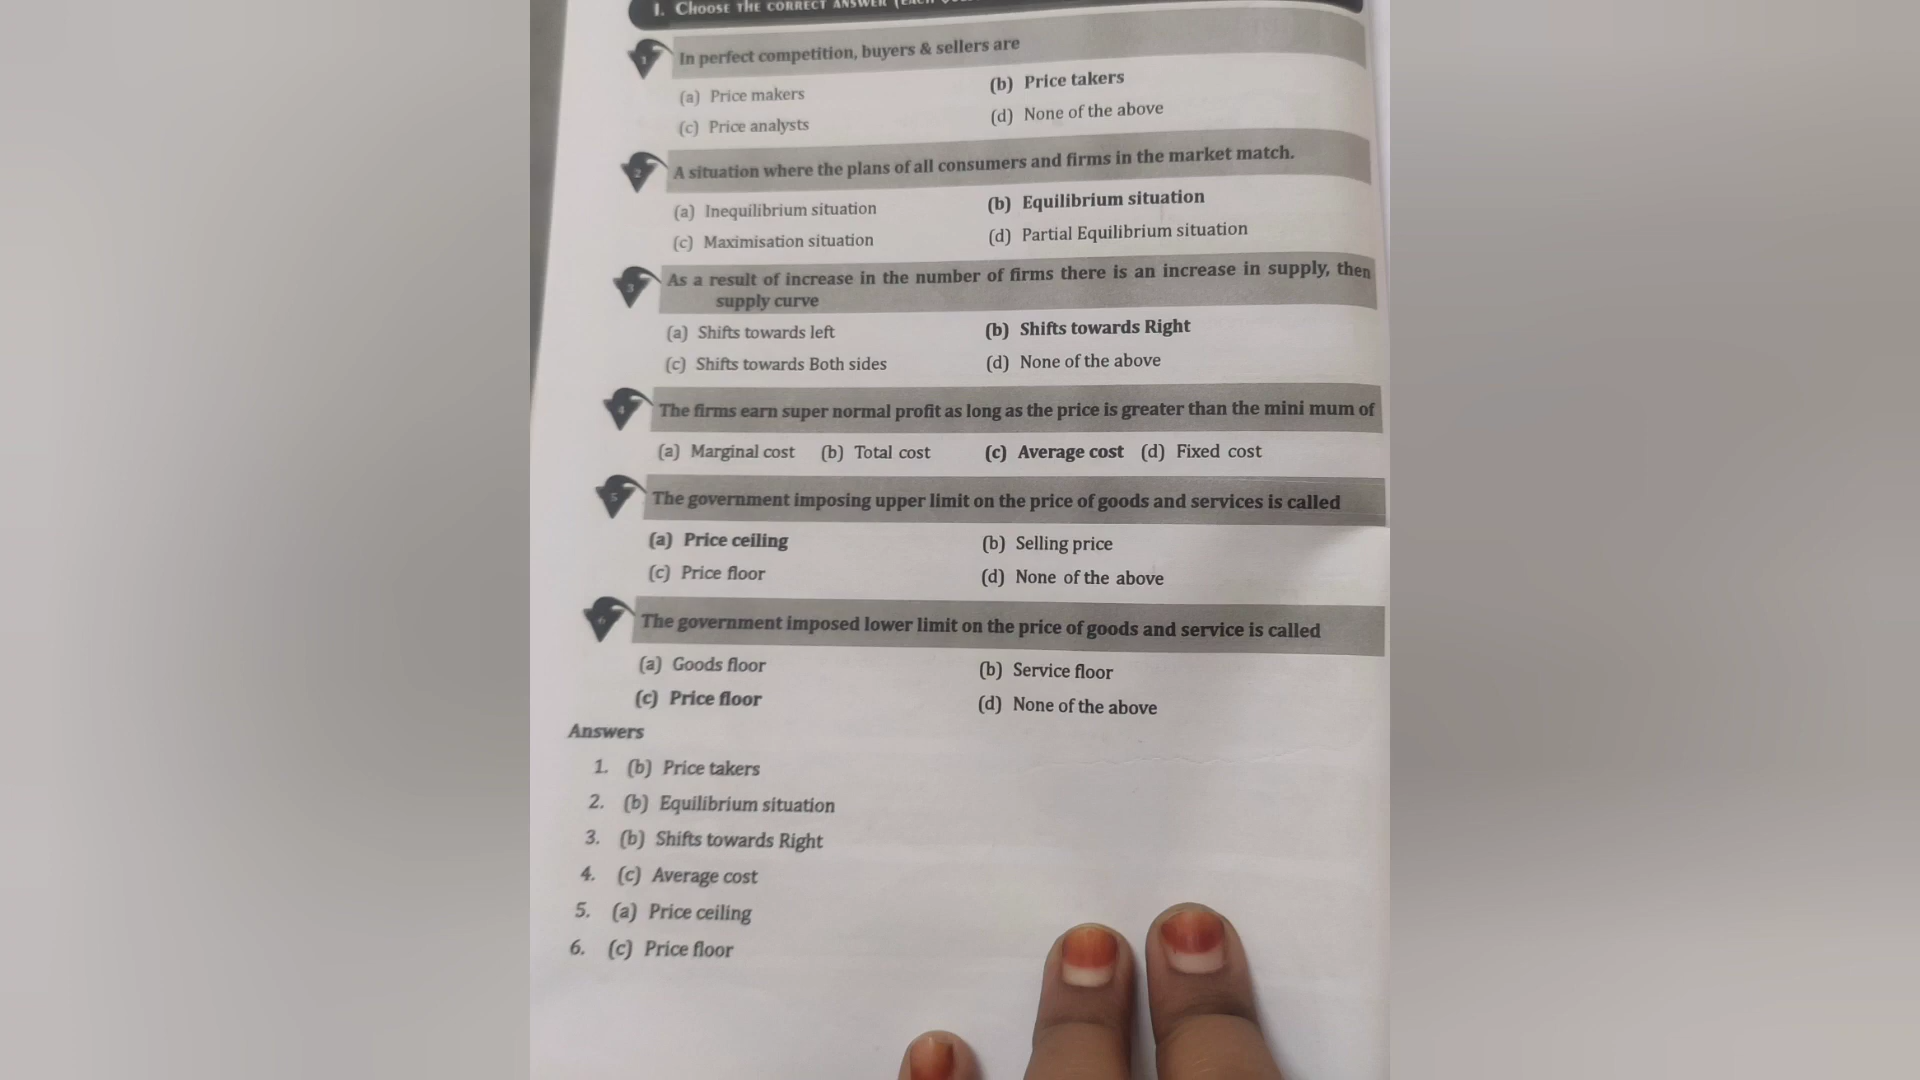 I. CHOOSE THE CORRECT ANSWER
1 In perfect competition, buyers & sellers are
(a) Price makers (b) Price takers
(c) Price analysts (d) None of the above
2 A situation where the plans of all consumers and firms in the market match.
(a) Inequilibrium situation (b) Equilibrium situation
(c) Maximisation situation (d) Partial Equilibrium situation
3 As a result of increase in the number of firms there is an increase in supply, then
supply curve
(a) Shifts towards left (b) Shifts towards Right
(c) Shifts towards Both sides (d) None of the above
4 The firms earn super normal profit as long as the price is greater than the mini mum of
(a) Marginal cost (b) Total cost (c) Average cost (d) Fixed cost
5 The government imposing upper limit on the price of goods and services is called
(a) Price ceiling (b) Selling price
(c) Price floor (d) None of the above
6 The government imposed lower limit on the price of goods and service is called
(a) Goods floor (b) Service floor
(c) Price floor (d) None of the above
Answers
1. (b) Price takers
2. (b) Equilibrium situation
3. (b) Shifts towards Right
4. (c) Average cost
5. (a) Price ceiling
6. (c) Price floor